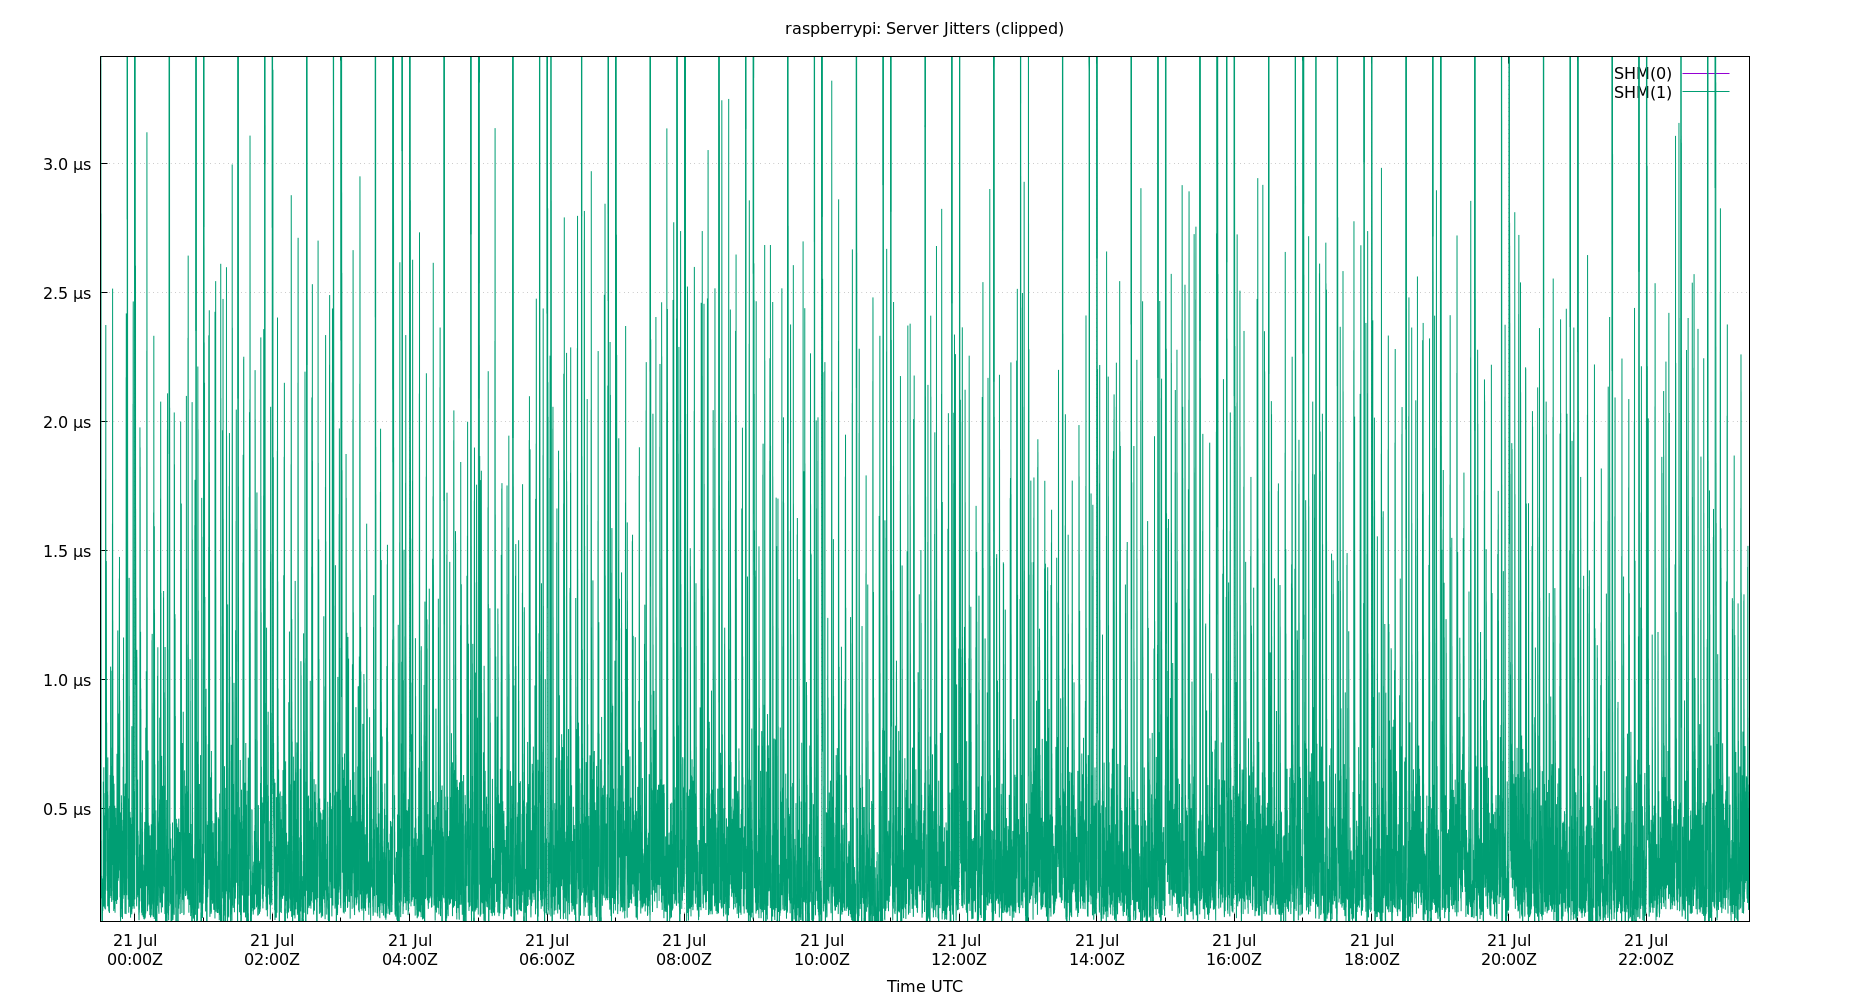 raspberrypi: Server Jitters (clipped)
SHM(0)
SHM(1)
3.0 µs
2.5 µs
2.0 µs
1.5 µs
1.0 µs
0.5 µs
21 Jul 21 Jul 21 Jul 21 Jul 21 Jul 21 Jul 21 Jul 21 Jul 21 Jul 21 Jul 21 Jul 21 Jul
00:00Z 02:00Z 04:00Z 06:00Z 08:00Z 10:00Z 12:00Z 14:00Z 16:00Z 18:00Z 20:00Z 22:00Z
Time UTC